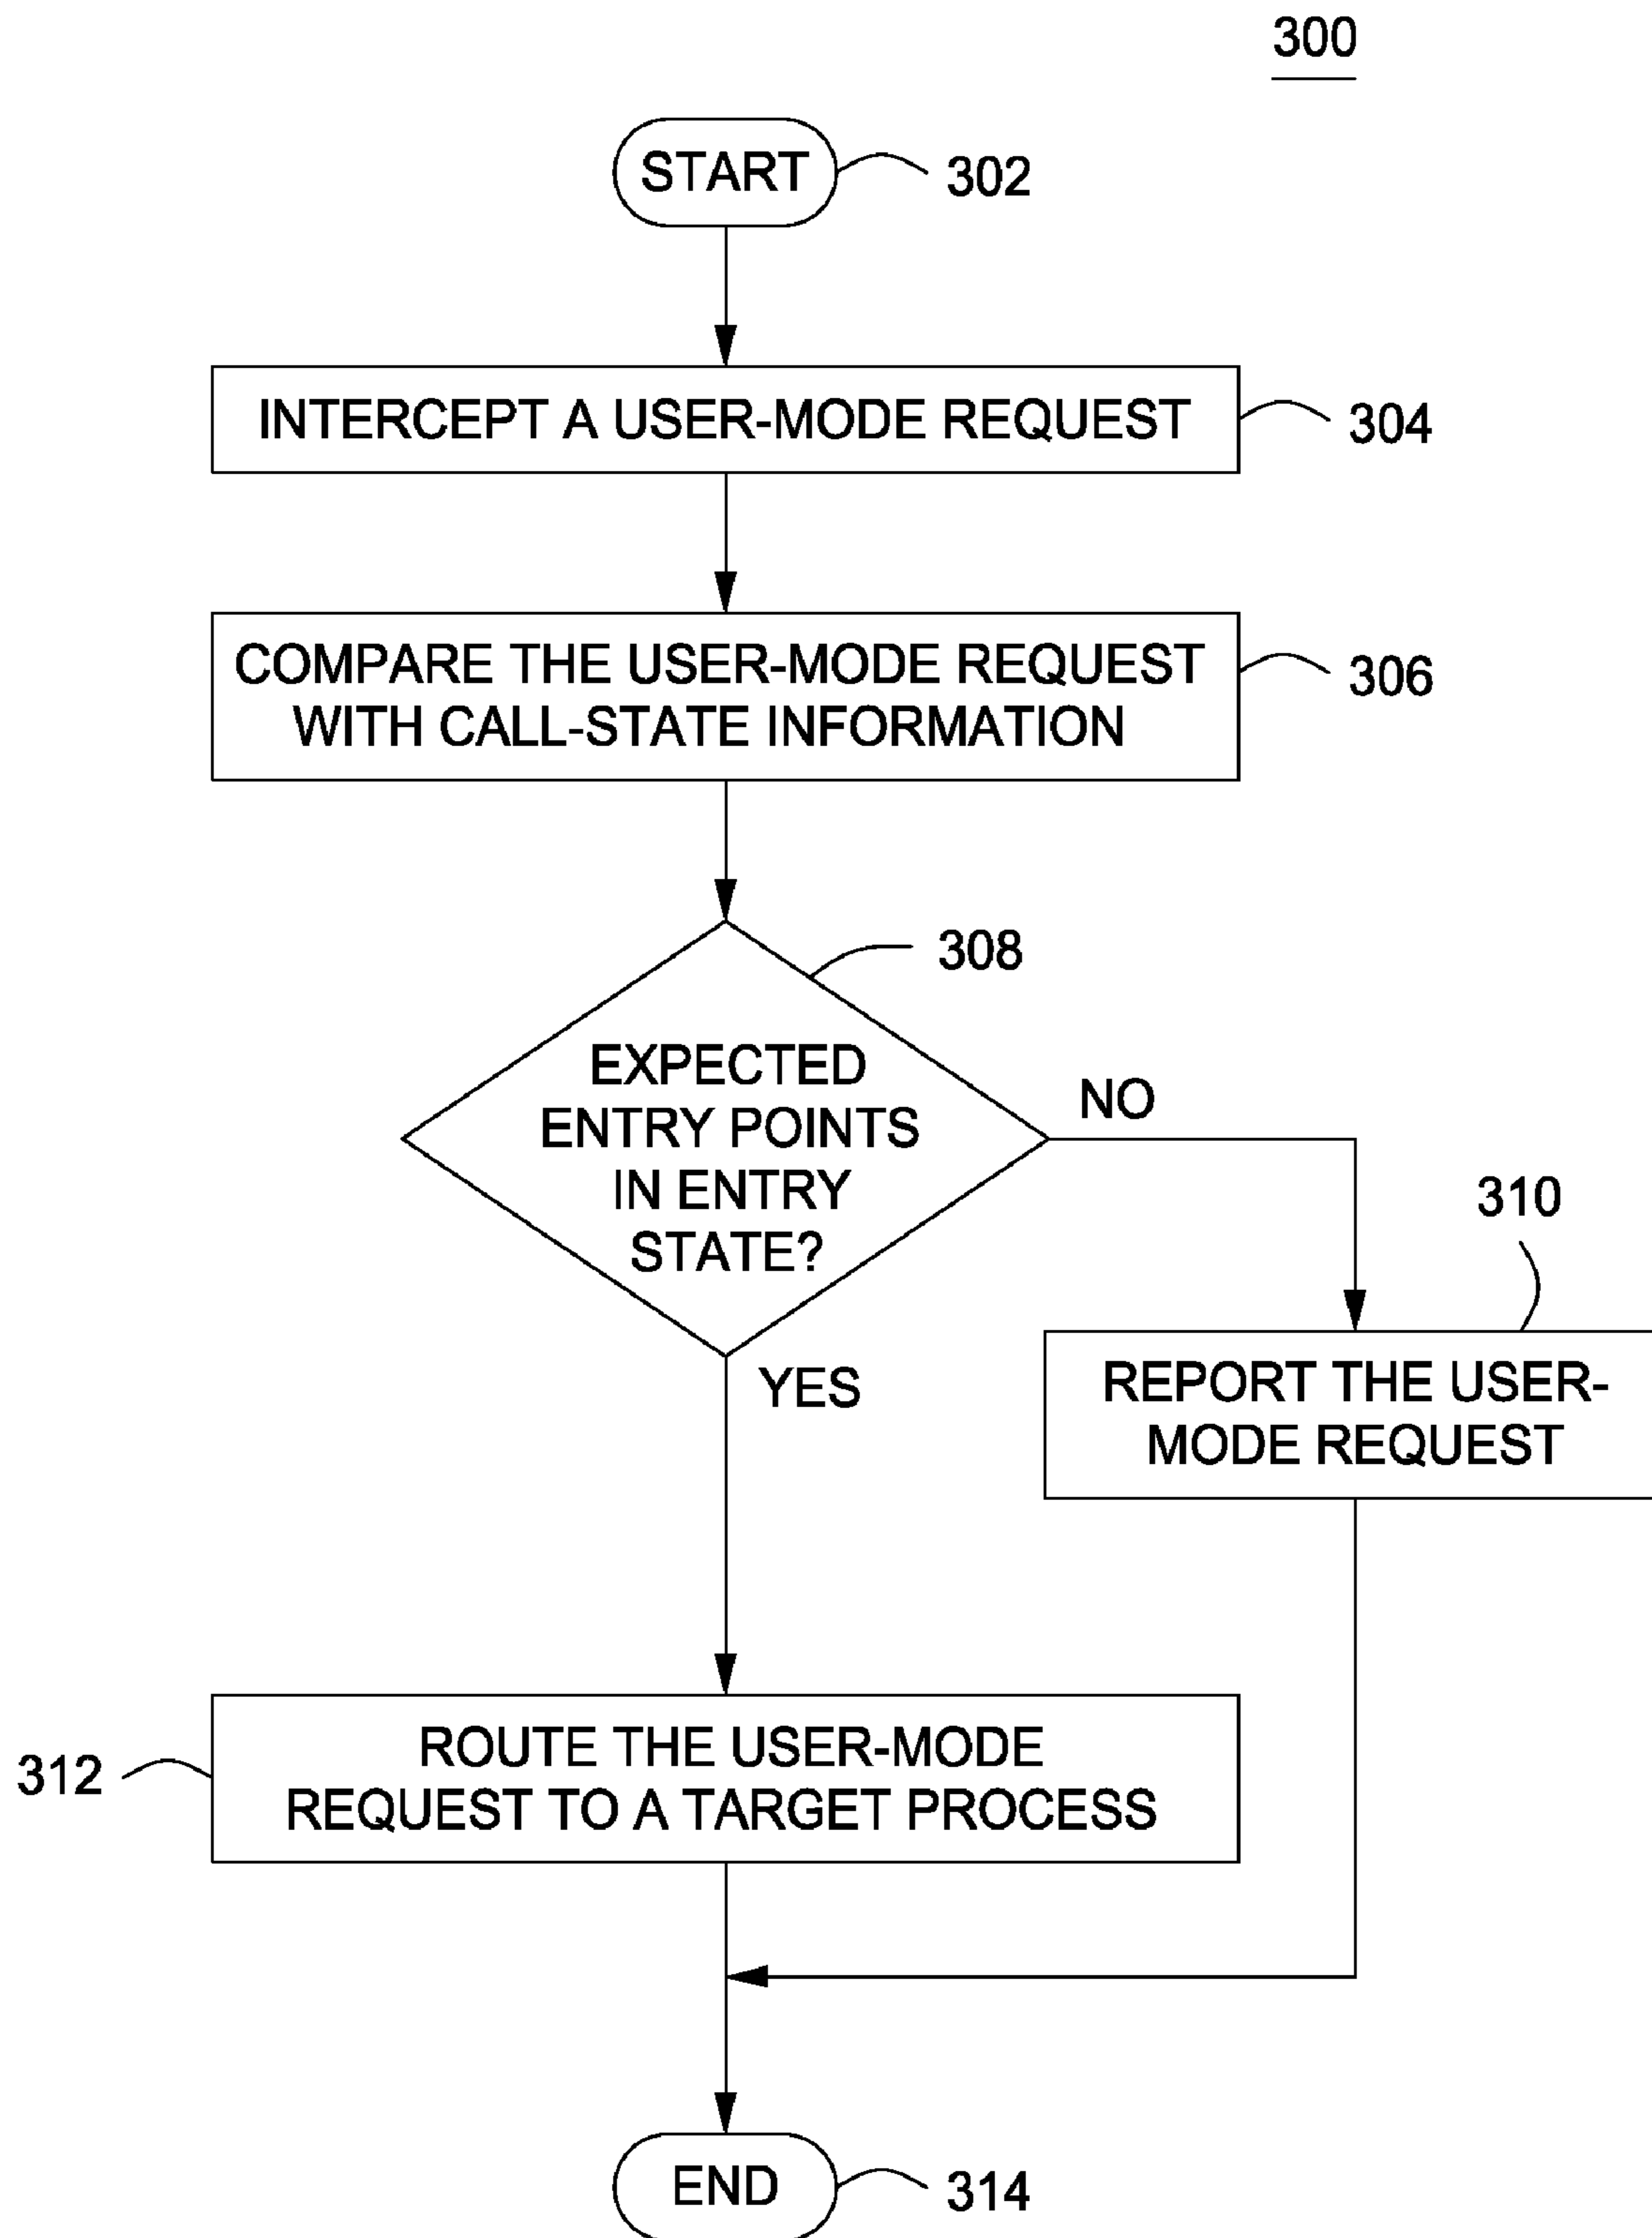 300
START
302
INTERCEPT A USER-MODE REQUEST
304
COMPARE THE USER-MODE REQUEST
WITH CALL-STATE INFORMATION
306
308
EXPECTED
ENTRY POINTS
IN ENTRY
STATE?
NO
YES
310
REPORT THE USER-
MODE REQUEST
312
ROUTE THE USER-MODE
REQUEST TO A TARGET PROCESS
END
314